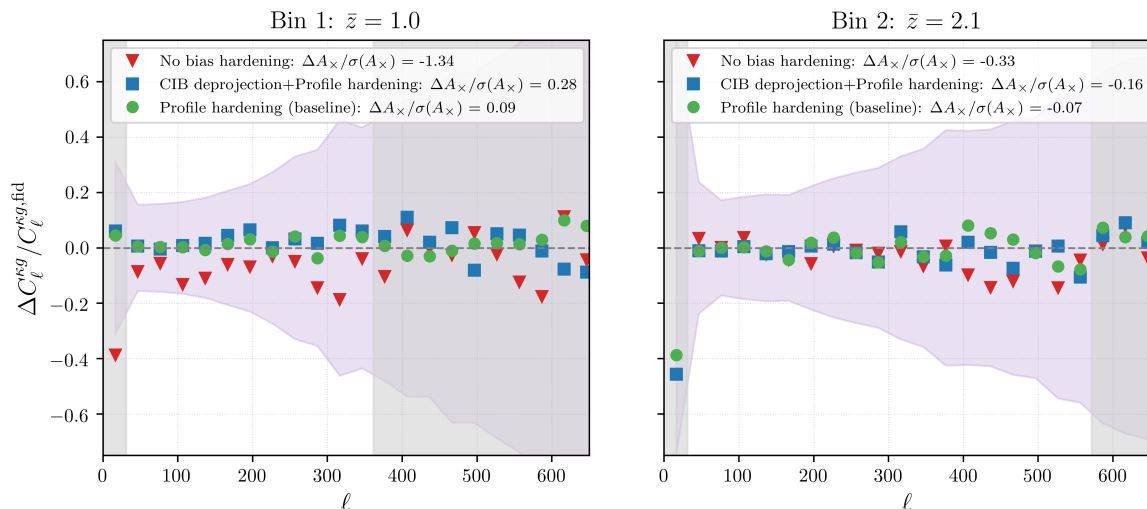 Bin 1: z̄ = 1.0
No bias hardening: ΔA×/σ(A×) = -1.34
CIB deprojection+Profile hardening: ΔA×/σ(A×) = 0.28
Profile hardening (baseline): ΔA×/σ(A×) = 0.09
0.6
0.4
0.2
0.0
−0.2
−0.4
−0.6
ΔC_ℓ^{κg}/C_ℓ^{κg,fid}
0 100 200 300 400 500 600
ℓ
Bin 2: z̄ = 2.1
No bias hardening: ΔA×/σ(A×) = -0.33
CIB deprojection+Profile hardening: ΔA×/σ(A×) = -0.16
Profile hardening (baseline): ΔA×/σ(A×) = -0.07
0 100 200 300 400 500 600
ℓ